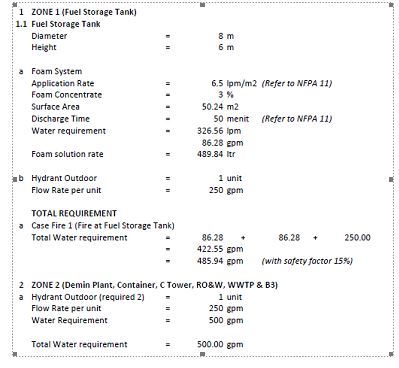 1 ZONE 1 (Fuel Storage Tank)
1.1 Fuel Storage Tank
Diameter = 8 m
Height = 6 m
a Foam System
Application Rate = 6.5 lpm/m2 (Refer to NFPA 11)
Foam Concentrate = 3 %
Surface Area = 50.24 m2
Discharge Time = 50 menit (Refer to NFPA 11)
Water requirement = 326.56 lpm
86.28 gpm
Foam solution rate = 489.84 ltr
b Hydrant Outdoor = 1 unit
Flow Rate per unit = 250 gpm
TOTAL REQUIREMENT
a Case Fire 1 (Fire at Fuel Storage Tank)
Total Water requirement = 86.28 + 86.28 + 250.00
= 422.55 gpm
= 485.94 gpm (with safety factor 15%)
2 ZONE 2 (Demin Plant, Container, C Tower, RO&W, WWTP & B3)
a Hydrant Outdoor (required 2) = 1 unit
Flow Rate per unit = 250 gpm
Water Requirement = 500 gpm
Total Water requirement = 500.00 gpm